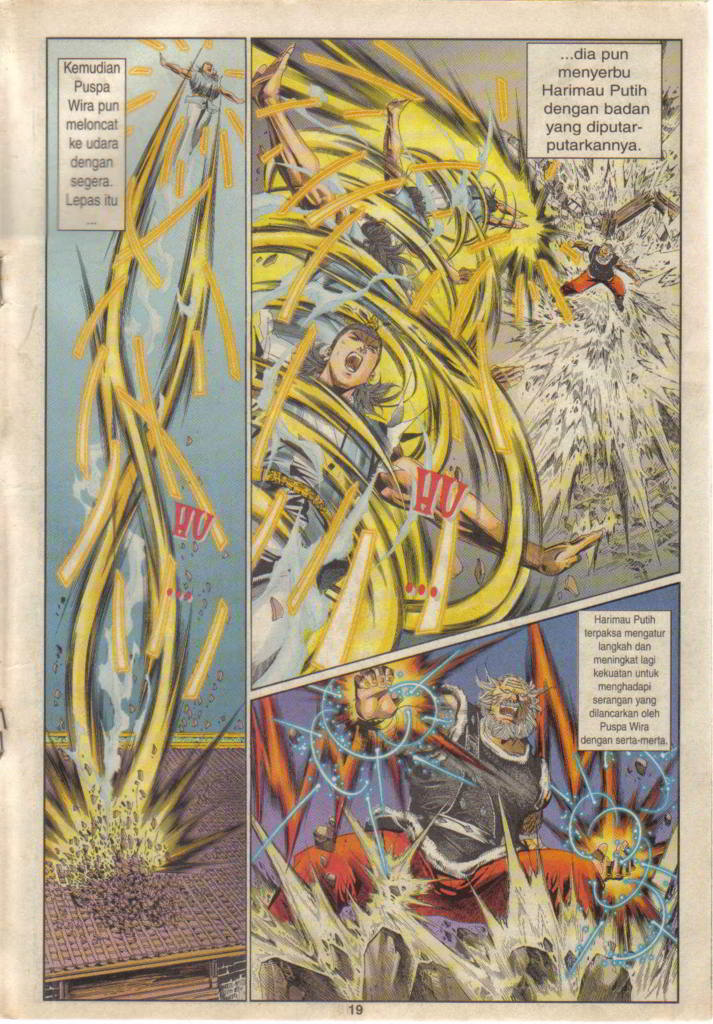 Kemudian
Puspa
Wira pun
meloncat
ke udara
dengan
segera.
Lepas itu
....
HU
...
...dia pun
menyerbu
Harimau Putih
dengan badan
yang diputar-
putarkannya.
HU
...
Harimau Putih
terpaksa mengatur
langkah dan
meningkat lagi
kekuatan untuk
menghadapi
serangan yang
dilancarkan oleh
Puspa Wira
dengan serta-merta.
19